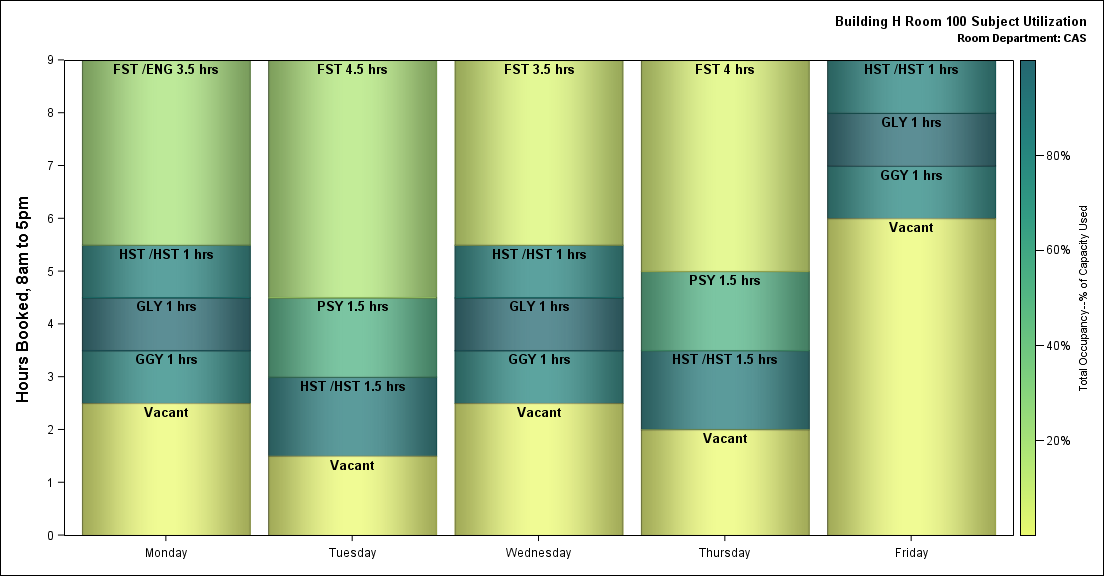 Building H Room 100 Subject Utilization
Room Department: CAS
Hours Booked, 8am to 5pm
9
8
7
6
5
4
3
2
1
0
FST /ENG 3.5 hrs
HST /HST 1 hrs
GLY 1 hrs
GGY 1 hrs
Vacant
FST 4.5 hrs
PSY 1.5 hrs
HST /HST 1.5 hrs
Vacant
FST 3.5 hrs
HST /HST 1 hrs
GLY 1 hrs
GGY 1 hrs
Vacant
FST 4 hrs
PSY 1.5 hrs
HST /HST 1.5 hrs
Vacant
HST /HST 1 hrs
GLY 1 hrs
GGY 1 hrs
Vacant
Monday
Tuesday
Wednesday
Thursday
Friday
80%
60%
40%
20%
Total Occupancy--% of Capacity Used